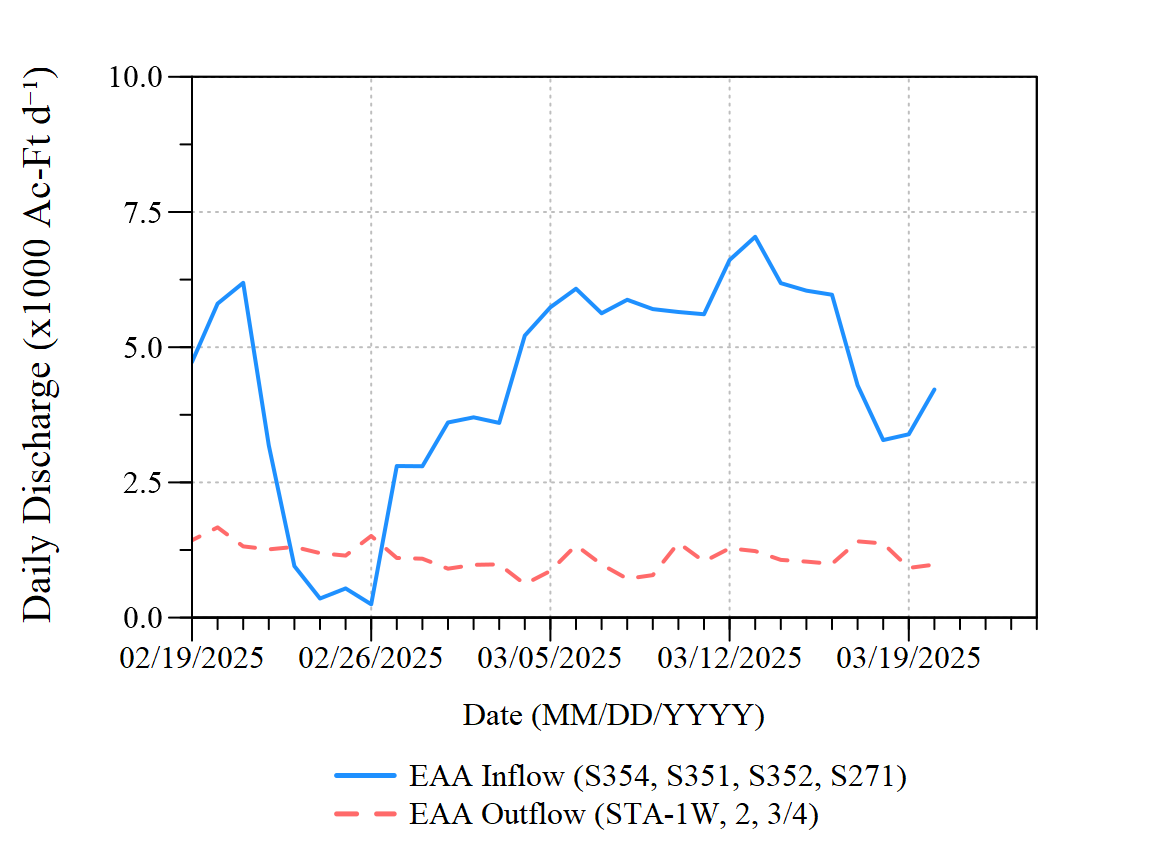 Daily Discharge (x1000 Ac-Ft d⁻¹)
10.0
7.5
5.0
2.5
0.0
02/19/2025 02/26/2025 03/05/2025 03/12/2025 03/19/2025
Date (MM/DD/YYYY)
EAA Inflow (S354, S351, S352, S271)
EAA Outflow (STA-1W, 2, 3/4)